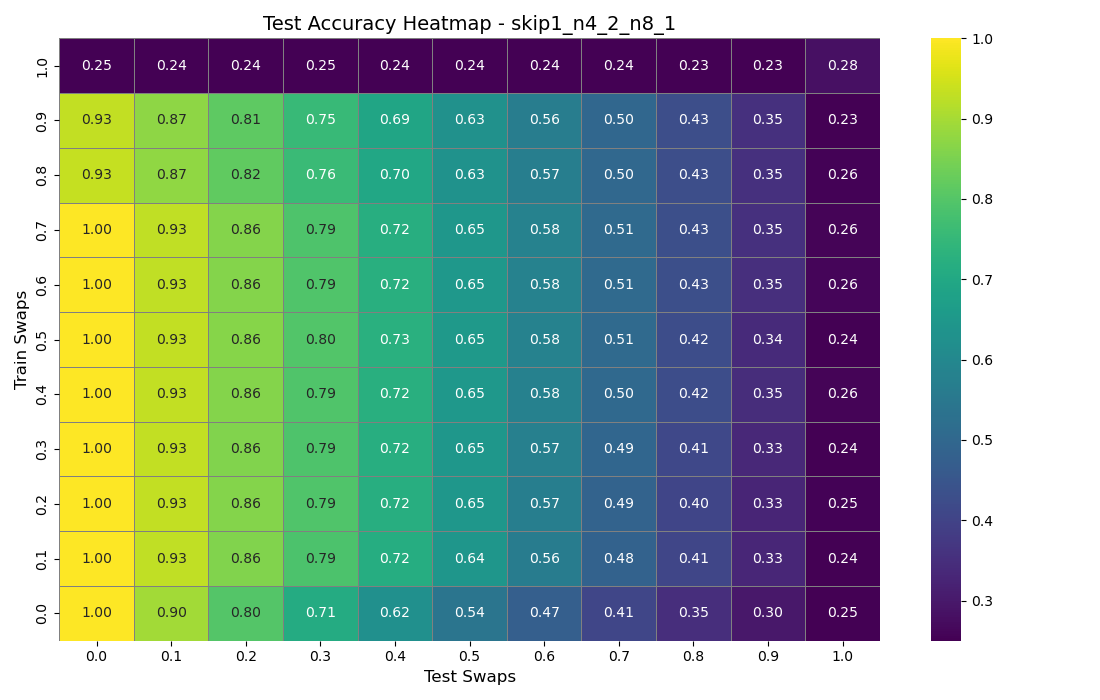 Test Accuracy Heatmap - skip1_n4_2_n8_1
Train Swaps
1.0 0.25 0.24 0.24 0.25 0.24 0.24 0.24 0.24 0.23 0.23 0.28
0.9 0.93 0.87 0.81 0.75 0.69 0.63 0.56 0.50 0.43 0.35 0.23
0.8 0.93 0.87 0.82 0.76 0.70 0.63 0.57 0.50 0.43 0.35 0.26
0.7 1.00 0.93 0.86 0.79 0.72 0.65 0.58 0.51 0.43 0.35 0.26
0.6 1.00 0.93 0.86 0.79 0.72 0.65 0.58 0.51 0.43 0.35 0.26
0.5 1.00 0.93 0.86 0.80 0.73 0.65 0.58 0.51 0.42 0.34 0.24
0.4 1.00 0.93 0.86 0.79 0.72 0.65 0.58 0.50 0.42 0.35 0.26
0.3 1.00 0.93 0.86 0.79 0.72 0.65 0.57 0.49 0.41 0.33 0.24
0.2 1.00 0.93 0.86 0.79 0.72 0.65 0.57 0.49 0.40 0.33 0.25
0.1 1.00 0.93 0.86 0.79 0.72 0.64 0.56 0.48 0.41 0.33 0.24
0.0 1.00 0.90 0.80 0.71 0.62 0.54 0.47 0.41 0.35 0.30 0.25
0.0 0.1 0.2 0.3 0.4 0.5 0.6 0.7 0.8 0.9 1.0
Test Swaps
1.0
0.9
0.8
0.7
0.6
0.5
0.4
0.3